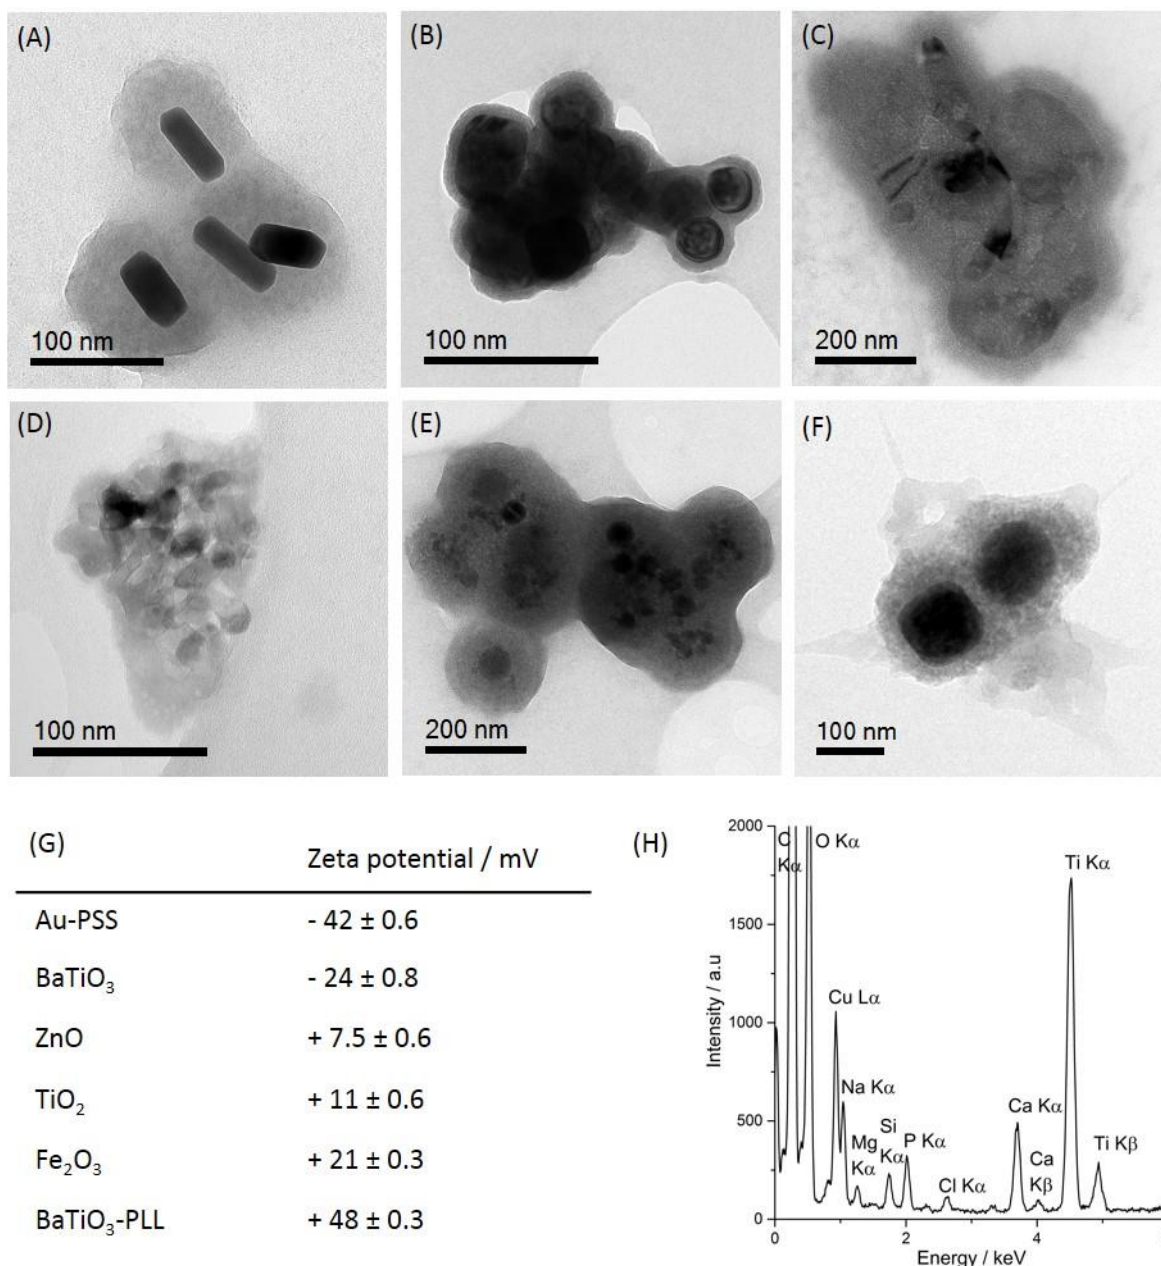 (A)
(B)
(C)
100 nm
100 nm
200 nm
(D)
(E)
(F)
100 nm
200 nm
100 nm
(G)
Zeta potential / mV
Au-PSS - 42 ± 0.6
BaTiO₃ - 24 ± 0.8
ZnO + 7.5 ± 0.6
TiO₂ + 11 ± 0.6
Fe₂O₃ + 21 ± 0.3
BaTiO₃-PLL + 48 ± 0.3
(H)
2000
1500
1000
500
0
Intensity / a.u
C
Kα
O Kα
Cu Lα
Na Kα
Mg
Kα
Si
Kα
P Kα
Cl Kα
Ca Kα
Ca
Kβ
Ti Kα
Ti Kβ
0 2 4
Energy / keV